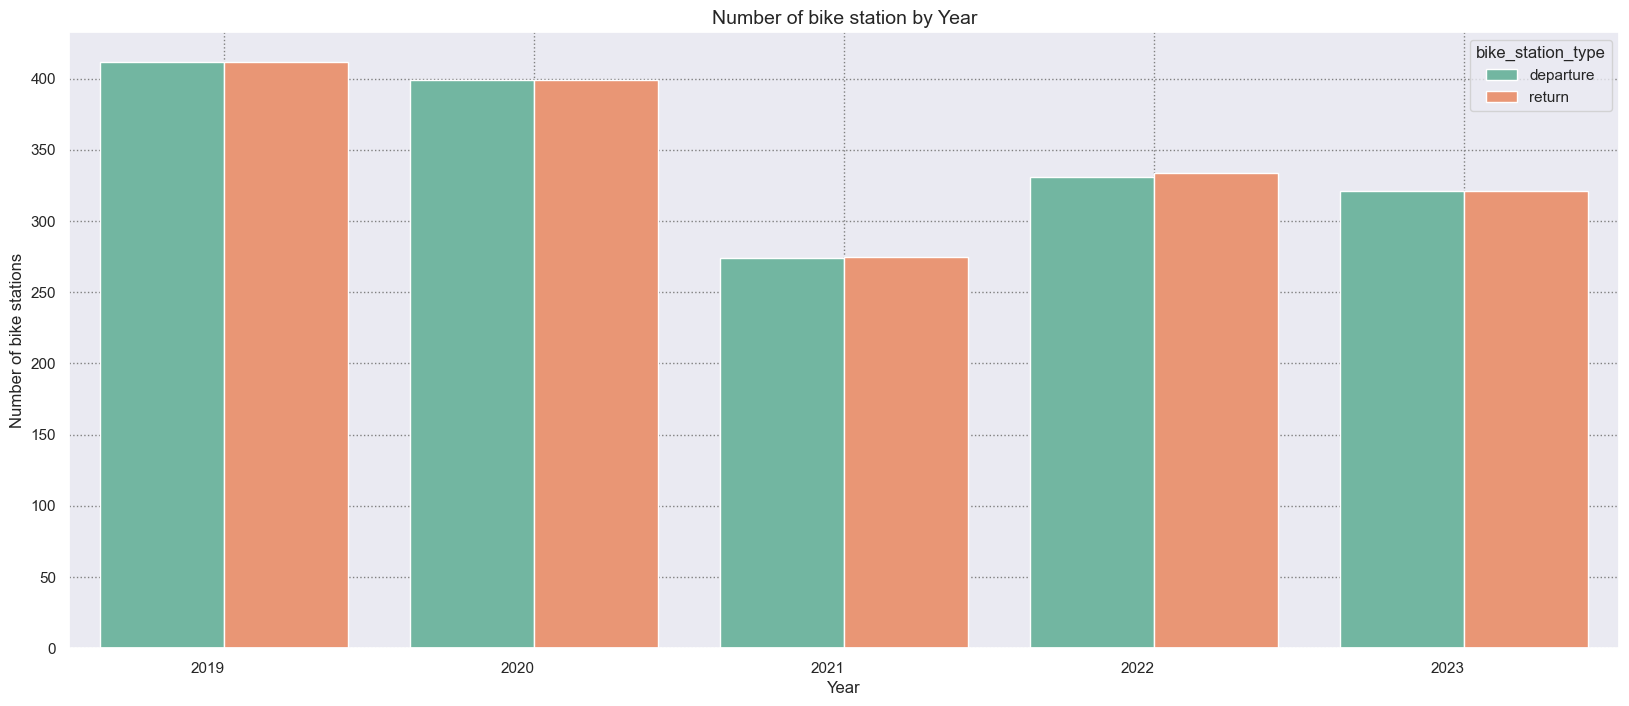 Number of bike station by Year
bike_station_type
departure
return
Number of bike stations
400
350
300
250
200
150
100
50
0
2019 2020 2021 2022 2023
Year